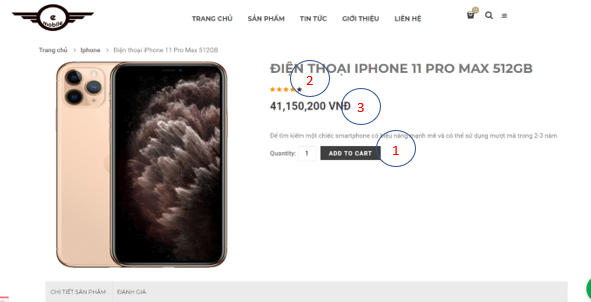 e
mobile
TRANG CHỦ SẢN PHẨM TIN TỨC GIỚI THIỆU LIÊN HỆ
0
Trang chủ > Iphone > Điện thoại iPhone 11 Pro Max 512GB
ĐIỆN THOẠI IPHONE 11 PRO MAX 512GB
2
41,150,200 VNĐ
3
Để tìm kiếm một chiếc smartphone có hiệu năng mạnh mẽ và có thể sử dụng mượt mà trong 2-3 năm
Quantity: 1 ADD TO CART
1
CHI TIẾT SẢN PHẨM ĐÁNH GIÁ